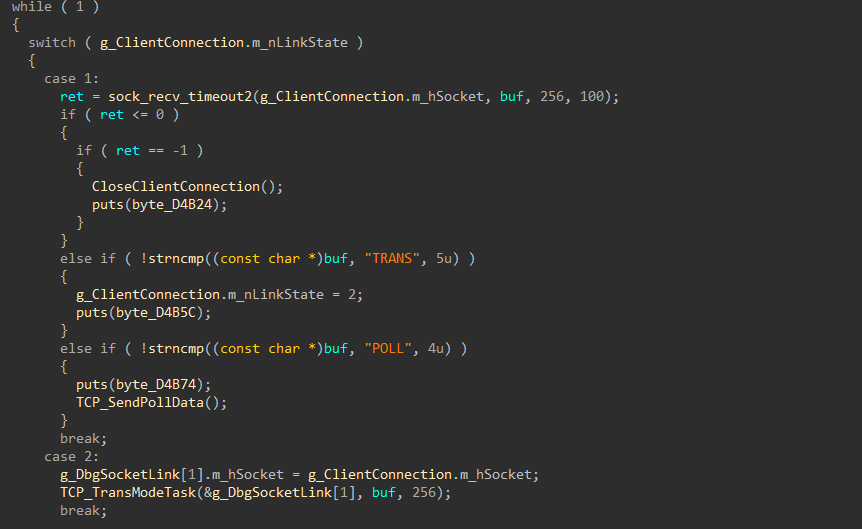 while ( 1 )
{
switch ( g_ClientConnection.m_nLinkState )
{
case 1:
ret = sock_recv_timeout2(g_ClientConnection.m_hSocket, buf, 256, 100);
if ( ret <= 0 )
{
if ( ret == -1 )
{
CloseClientConnection();
puts(byte_D4B24);
}
}
else if ( !strncmp((const char *)buf, "TRANS", 5u) )
{
g_ClientConnection.m_nLinkState = 2;
puts(byte_D4B5C);
}
else if ( !strncmp((const char *)buf, "POLL", 4u) )
{
puts(byte_D4B74);
TCP_SendPollData();
}
break;
case 2:
g_DbgSocketLink[1].m_hSocket = g_ClientConnection.m_hSocket;
TCP_TransModeTask(&g_DbgSocketLink[1], buf, 256);
break;